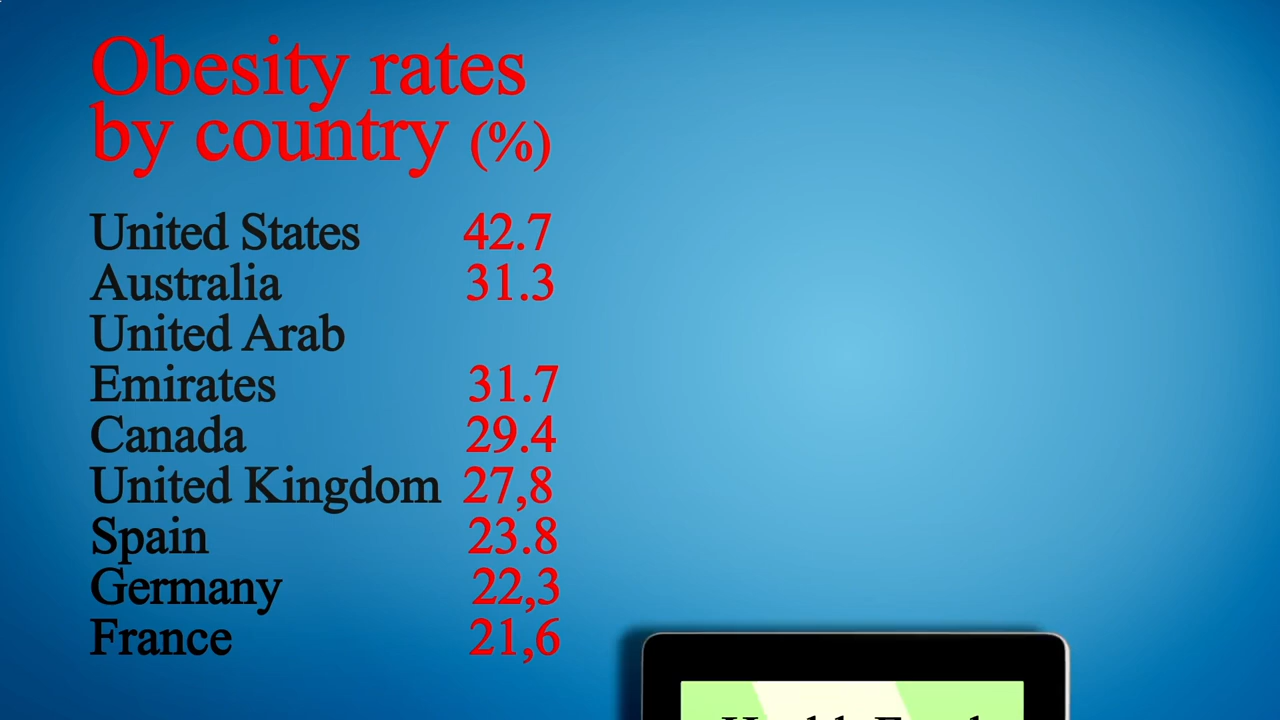 Obesity rates
by country (%)
United States 42.7
Australia 31.3
United Arab
Emirates 31.7
Canada 29.4
United Kingdom 27,8
Spain 23.8
Germany 22,3
France 21,6